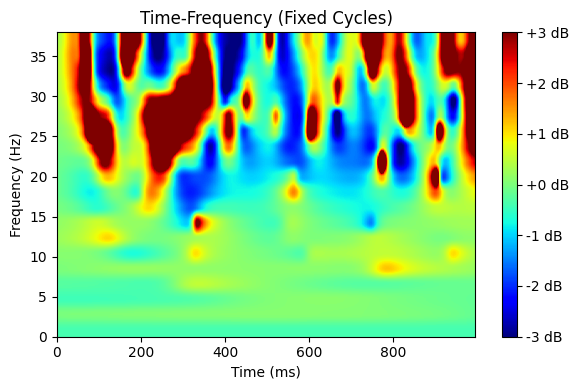 Time-Frequency (Fixed Cycles)
Frequency (Hz)
35
30
25
20
15
10
5
0
0 200 400 600 800
Time (ms)
+3 dB
+2 dB
+1 dB
+0 dB
-1 dB
-2 dB
-3 dB